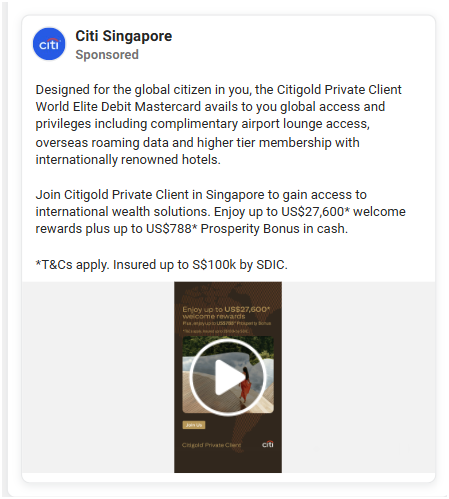 citi
Citi Singapore
Sponsored
Designed for the global citizen in you, the Citigold Private Client
World Elite Debit Mastercard avails to you global access and
privileges including complimentary airport lounge access,
overseas roaming data and higher tier membership with
internationally renowned hotels.
Join Citigold Private Client in Singapore to gain access to
international wealth solutions. Enjoy up to US$27,600* welcome
rewards plus up to US$788* Prosperity Bonus in cash.
*T&Cs apply. Insured up to S$100k by SDIC.
Enjoy up to US$27,600*
welcome rewards
Plus, enjoy up to US$788* Prosperity Bonus
Join Us
Citigold Private Client
citi